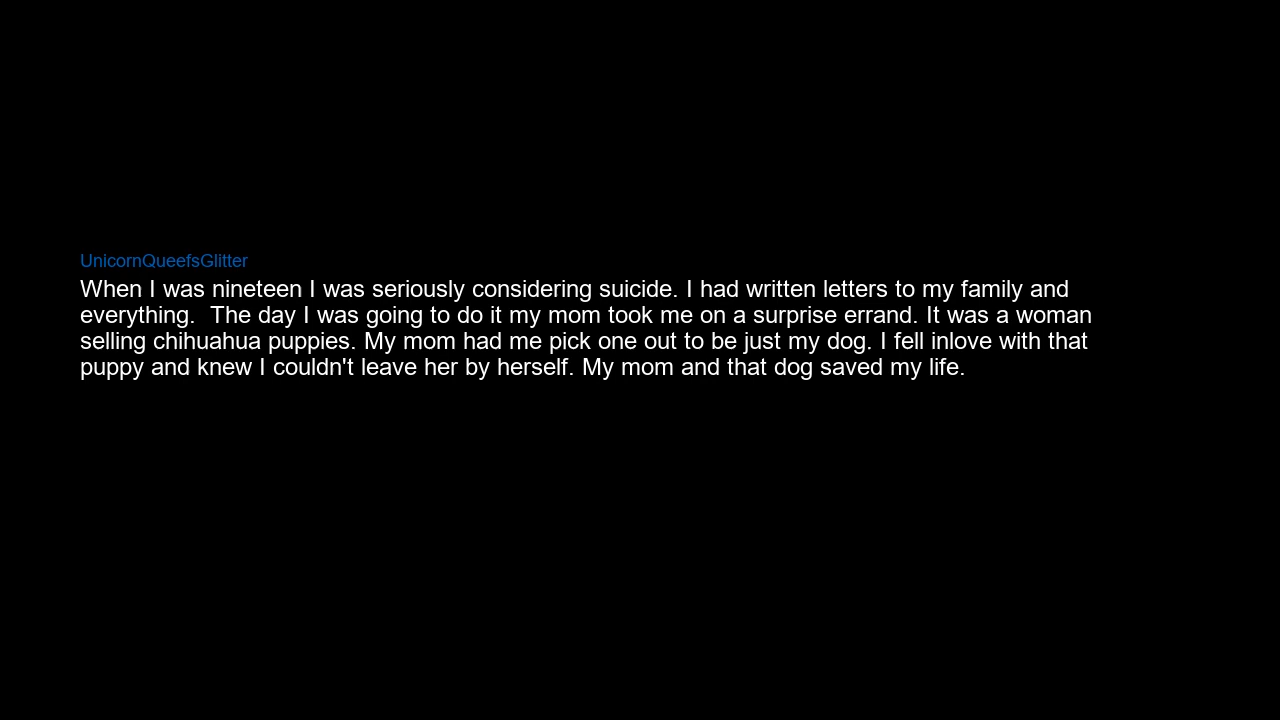 UnicornQueefsGlitter
When I was nineteen I was seriously considering suicide. I had written letters to my family and
everything.  The day I was going to do it my mom took me on a surprise errand. It was a woman
selling chihuahua puppies. My mom had me pick one out to be just my dog. I fell inlove with that
puppy and knew I couldn't leave her by herself. My mom and that dog saved my life.